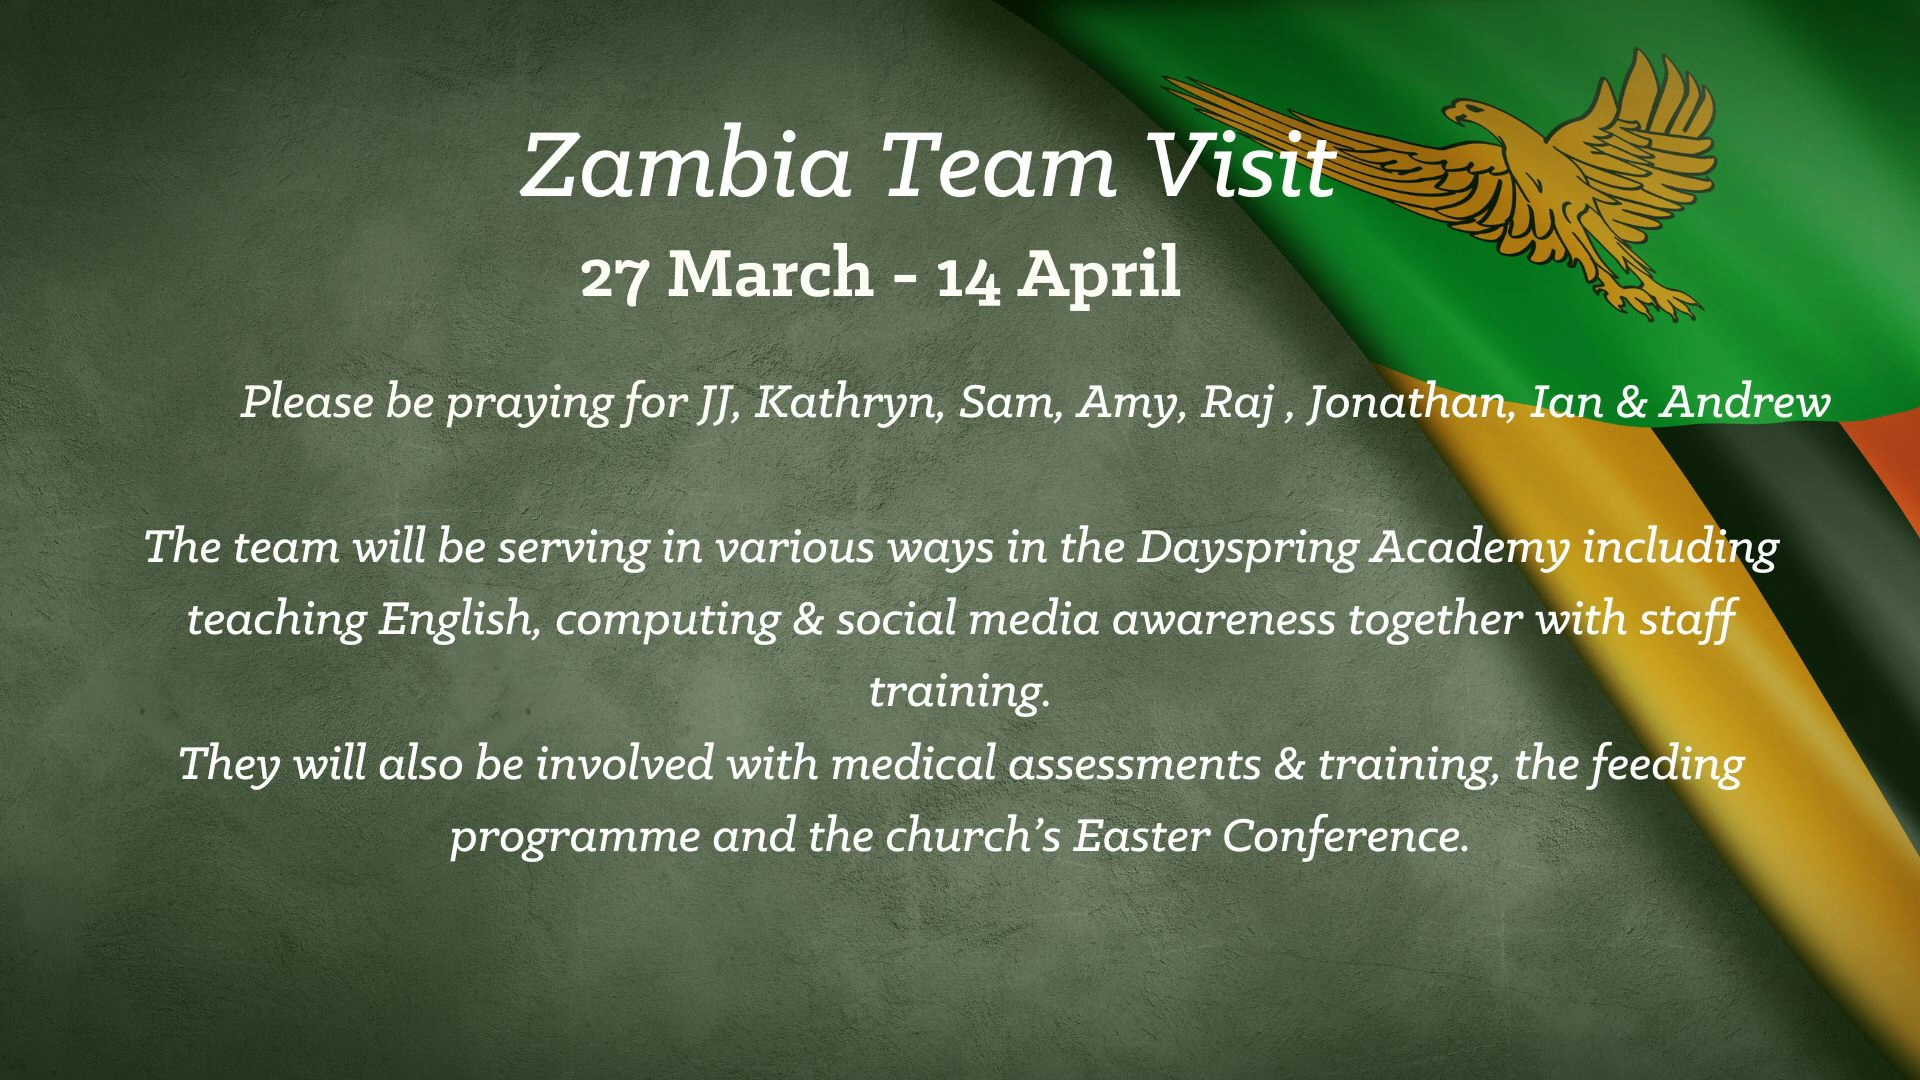 Zambia Team Visit
27 March - 14 April
Please be praying for JJ, Kathryn, Sam, Amy, Raj , Jonathan, Ian & Andrew
The team will be serving in various ways in the Dayspring Academy including
teaching English, computing & social media awareness together with staff
training.
They will also be involved with medical assessments & training, the feeding
programme and the church’s Easter Conference.